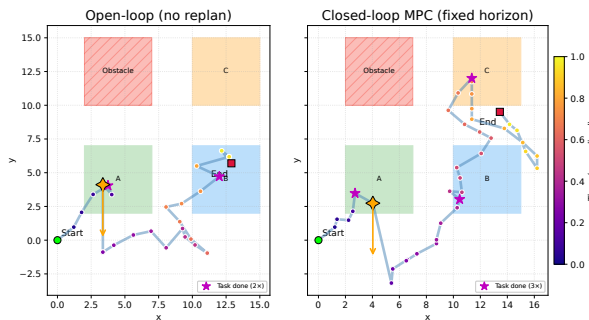 Open-loop (no replan)
15.0
12.5
10.0
7.5
5.0
2.5
0.0
−2.5
y
Obstacle
C
A
B
Start
End
Task done (2×)
0.0
2.5
5.0
7.5
10.0
12.5
15.0
x
Closed-loop MPC (fixed horizon)
y
Obstacle
C
A
B
Start
End
Task done (3×)
0
2
4
6
8
10
12
14
16
x
1.0
0.8
0.6
0.4
0.2
0.0